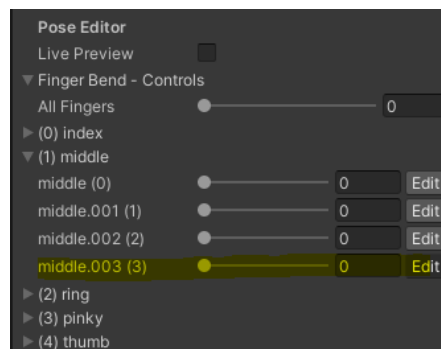 Pose Editor
Live Preview
Finger Bend - Controls
All Fingers 0
(0) index
(1) middle
middle (0) 0 Edit
middle.001 (1) 0 Edit
middle.002 (2) 0 Edit
middle.003 (3) 0 Edit
(2) ring
(3) pinky
(4) thumb